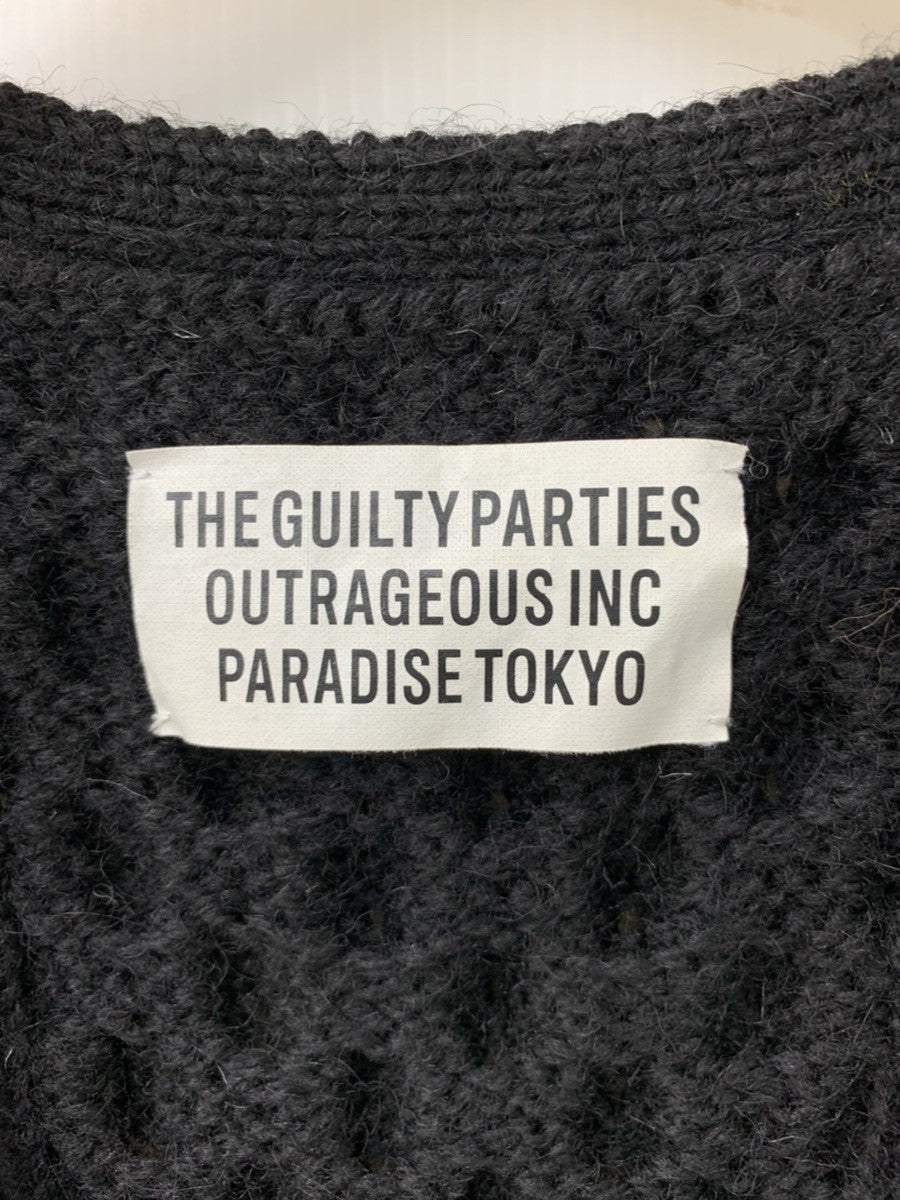 THE GUILTY PARTIES
OUTRAGEOUS INC
PARADISE TOKYO